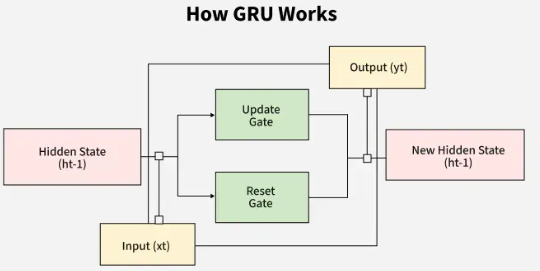 How GRU Works
Output (yt)
Update
Gate
Hidden State
(ht-1)
New Hidden State
(ht-1)
Reset
Gate
Input (xt)